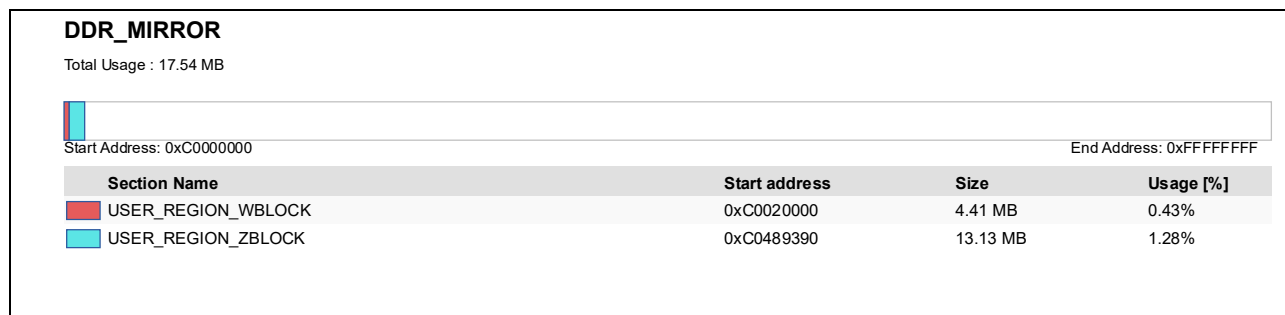 DDR_MIRROR
Total Usage : 17.54 MB
Start Address: 0xC0000000 End Address: 0xFFFFFFFF
Section Name Start address Size Usage [%]
USER_REGION_WBLOCK 0xC0020000 4.41 MB 0.43%
USER_REGION_ZBLOCK 0xC0489390 13.13 MB 1.28%